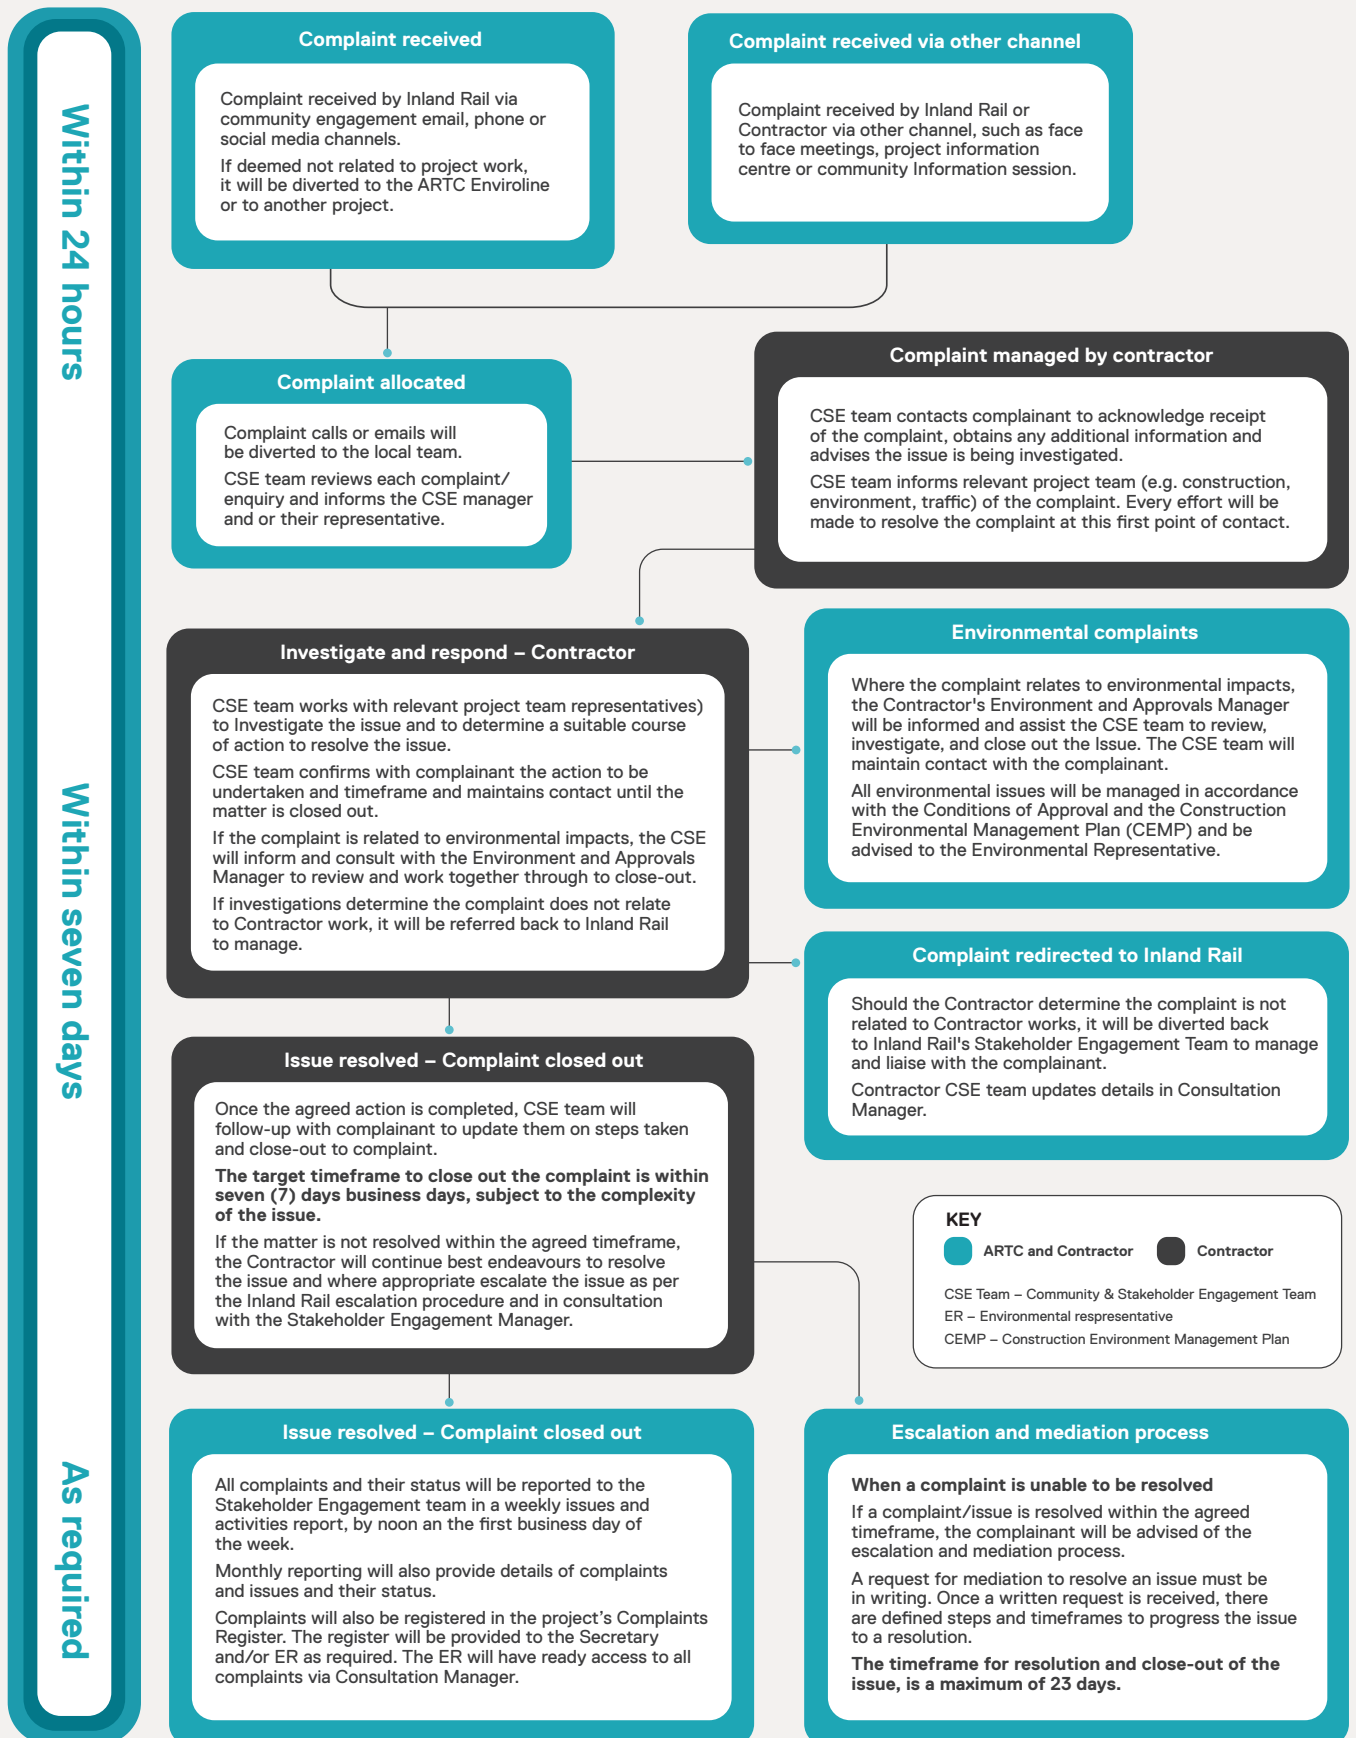 Within 24 hours
Within seven days
As required
Complaint received
Complaint received by Inland Rail via
community engagement email, phone or
social media channels.
If deemed not related to project work,
it will be diverted to the ARTC Enviroline
or to another project.
Complaint received via other channel
Complaint received by Inland Rail or
Contractor via other channel, such as face
to face meetings, project information
centre or community Information session.
Complaint allocated
Complaint calls or emails will
be diverted to the local team.
CSE team reviews each complaint/
enquiry and informs the CSE manager
and or their representative.
Complaint managed by contractor
CSE team contacts complainant to acknowledge receipt
of the complaint, obtains any additional information and
advises the issue is being investigated.
CSE team informs relevant project team (e.g. construction,
environment, traffic) of the complaint. Every effort will be
made to resolve the complaint at this first point of contact.
Investigate and respond – Contractor
CSE team works with relevant project team representatives)
to Investigate the issue and to determine a suitable course
of action to resolve the issue.
CSE team confirms with complainant the action to be
undertaken and timeframe and maintains contact until the
matter is closed out.
If the complaint is related to environmental impacts, the CSE
will inform and consult with the Environment and Approvals
Manager to review and work together through to close-out.
If investigations determine the complaint does not relate
to Contractor work, it will be referred back to Inland Rail
to manage.
Environmental complaints
Where the complaint relates to environmental impacts,
the Contractor's Environment and Approvals Manager
will be informed and assist the CSE team to review,
investigate, and close out the Issue. The CSE team will
maintain contact with the complainant.
All environmental issues will be managed in accordance
with the Conditions of Approval and the Construction
Environmental Management Plan (CEMP) and be
advised to the Environmental Representative.
Complaint redirected to Inland Rail
Should the Contractor determine the complaint is not
related to Contractor works, it will be diverted back
to Inland Rail's Stakeholder Engagement Team to manage
and liaise with the complainant.
Contractor CSE team updates details in Consultation
Manager.
Issue resolved – Complaint closed out
Once the agreed action is completed, CSE team will
follow-up with complainant to update them on steps taken
and close-out to complaint.
The target timeframe to close out the complaint is within
seven (7) days business days, subject to the complexity
of the issue.
If the matter is not resolved within the agreed timeframe,
the Contractor will continue best endeavours to resolve
the issue and where appropriate escalate the issue as per
the Inland Rail escalation procedure and in consultation
with the Stakeholder Engagement Manager.
KEY
ARTC and Contractor
Contractor
CSE Team – Community & Stakeholder Engagement Team
ER – Environmental respresentative
CEMP – Construction Environment Management Plan
Issue resolved – Complaint closed out
All complaints and their status will be reported to the
Stakeholder Engagement team in a weekly issues and
activities report, by noon an the first business day of
the week.
Monthly reporting will also provide details of complaints
and issues and their status.
Complaints will also be registered in the project's Complaints
Register. The register will be provided to the Secretary
and/or ER as required. The ER will have ready access to all
complaints via Consultation Manager.
Escalation and mediation process
When a complaint is unable to be resolved
If a complaint/issue is resolved within the agreed
timeframe, the complainant will be advised of the
escalation and mediation process.
A request for mediation to resolve an issue must be
in writing. Once a written request is received, there
are defined steps and timeframes to progress the issue
to a resolution.
The timeframe for resolution and close-out of the
issue, is a maximum of 23 days.